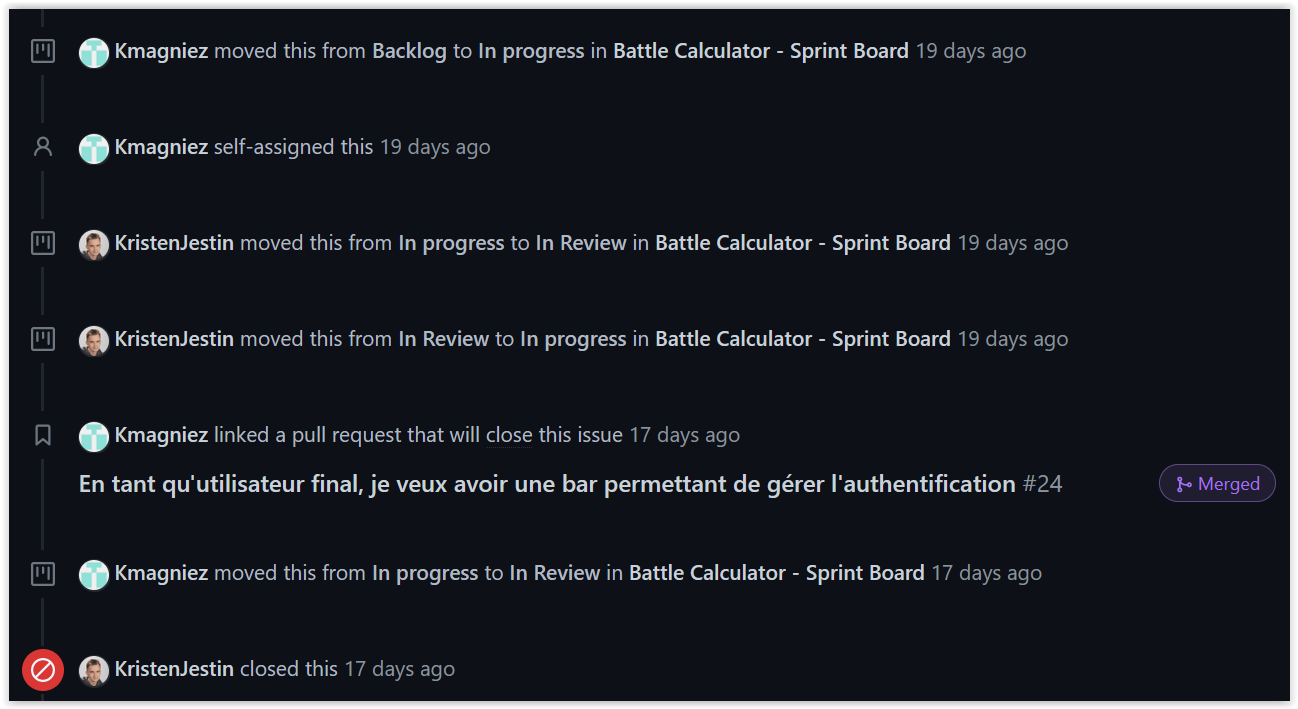 Kmagniez moved this from Backlog to In progress in Battle Calculator - Sprint Board 19 days ago
Kmagniez self-assigned this 19 days ago
KristenJestin moved this from In progress to In Review in Battle Calculator - Sprint Board 19 days ago
KristenJestin moved this from In Review to In progress in Battle Calculator - Sprint Board 19 days ago
Kmagniez linked a pull request that will close this issue 17 days ago
En tant qu'utilisateur final, je veux avoir une bar permettant de gérer l'authentification #24 Merged
Kmagniez moved this from In progress to In Review in Battle Calculator - Sprint Board 17 days ago
KristenJestin closed this 17 days ago